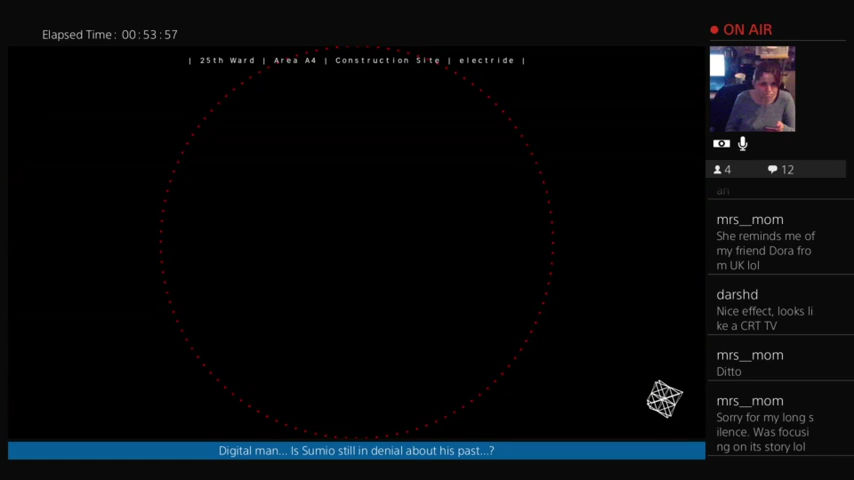 Elapsed Time: 00:53:57
ON AIR
| 25th Ward | Area A4 | Construction Site | electride |
4
12
an
mrs__mom
She reminds me of
my friend Dora fro
m UK lol
darshd
Nice effect, looks li
ke a CRT TV
mrs__mom
Ditto
mrs__mom
Sorry for my long s
ilence. Was focusi
ng on its story lol
Digital man... Is Sumio still in denial about his past...?